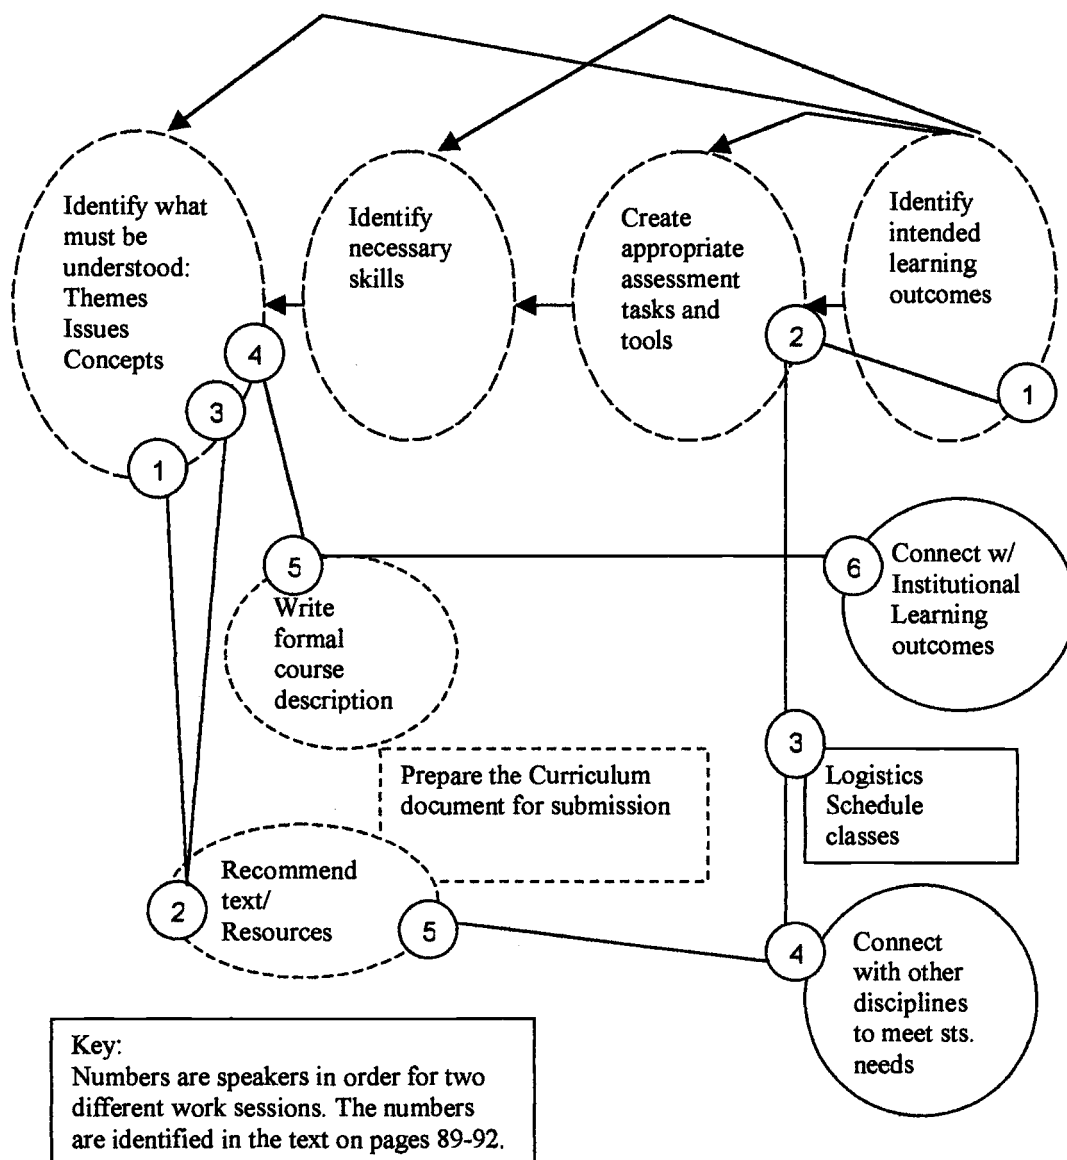 Identify what
must be
understood:
Themes
Issues
Concepts
Identify
necessary
skills
Create
appropriate
assessment
tasks and
tools
Identify
intended
learning
outcomes
4
3
1
2
1
5
Write
formal
course
description
6
Connect w/
Institutional
Learning
outcomes
Prepare the Curriculum
document for submission
3
Logistics
Schedule
classes
2
Recommend
text/
Resources
5
4
Connect
with other
disciplines
to meet sts.
needs
Key:
Numbers are speakers in order for two
different work sessions. The numbers
are identified in the text on pages 89-92.